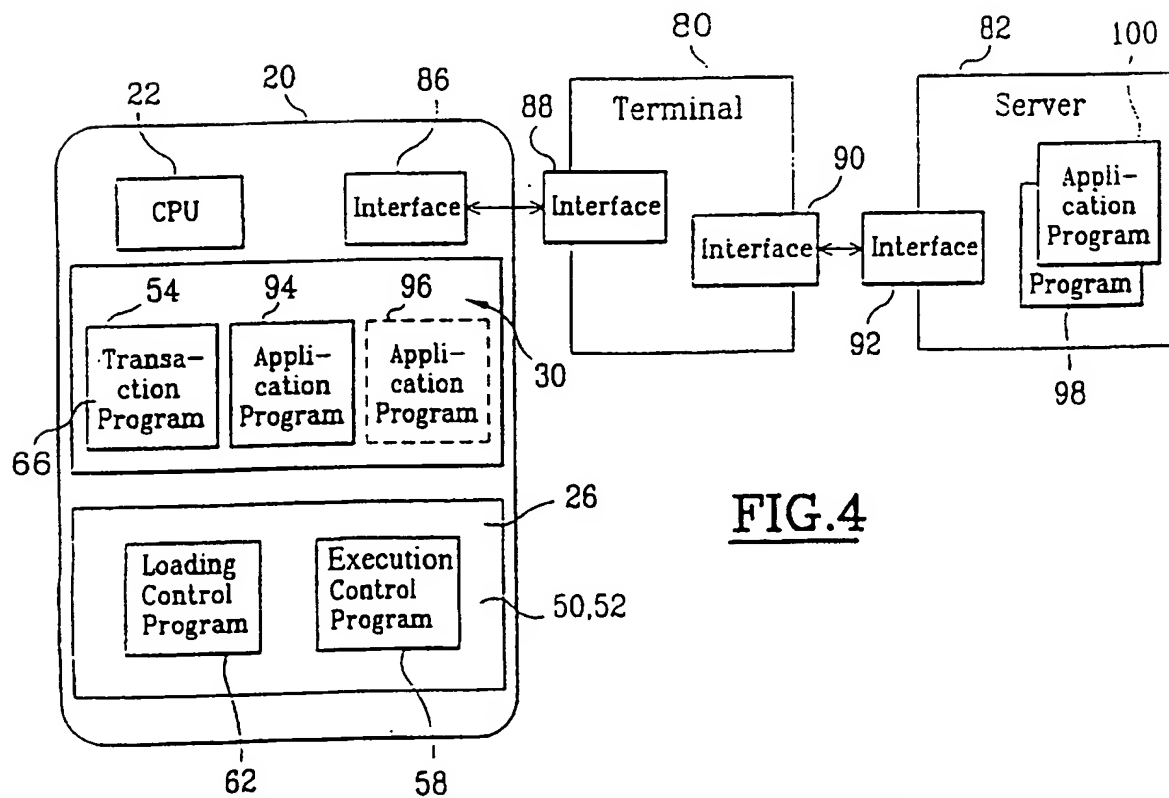 80
82
100
22
20
86
Terminal
Server
88
90
CPU
Interface
Interface
Appli-
cation
Program
Interface
Interface
Program
54
94
96
92
98
Transa-
ction
Program
Appli-
cation
Program
Appli-
cation
Program
30
66
FIG.4
26
Loading
Control
Program
Execution
Control
Program
50,52
62
58